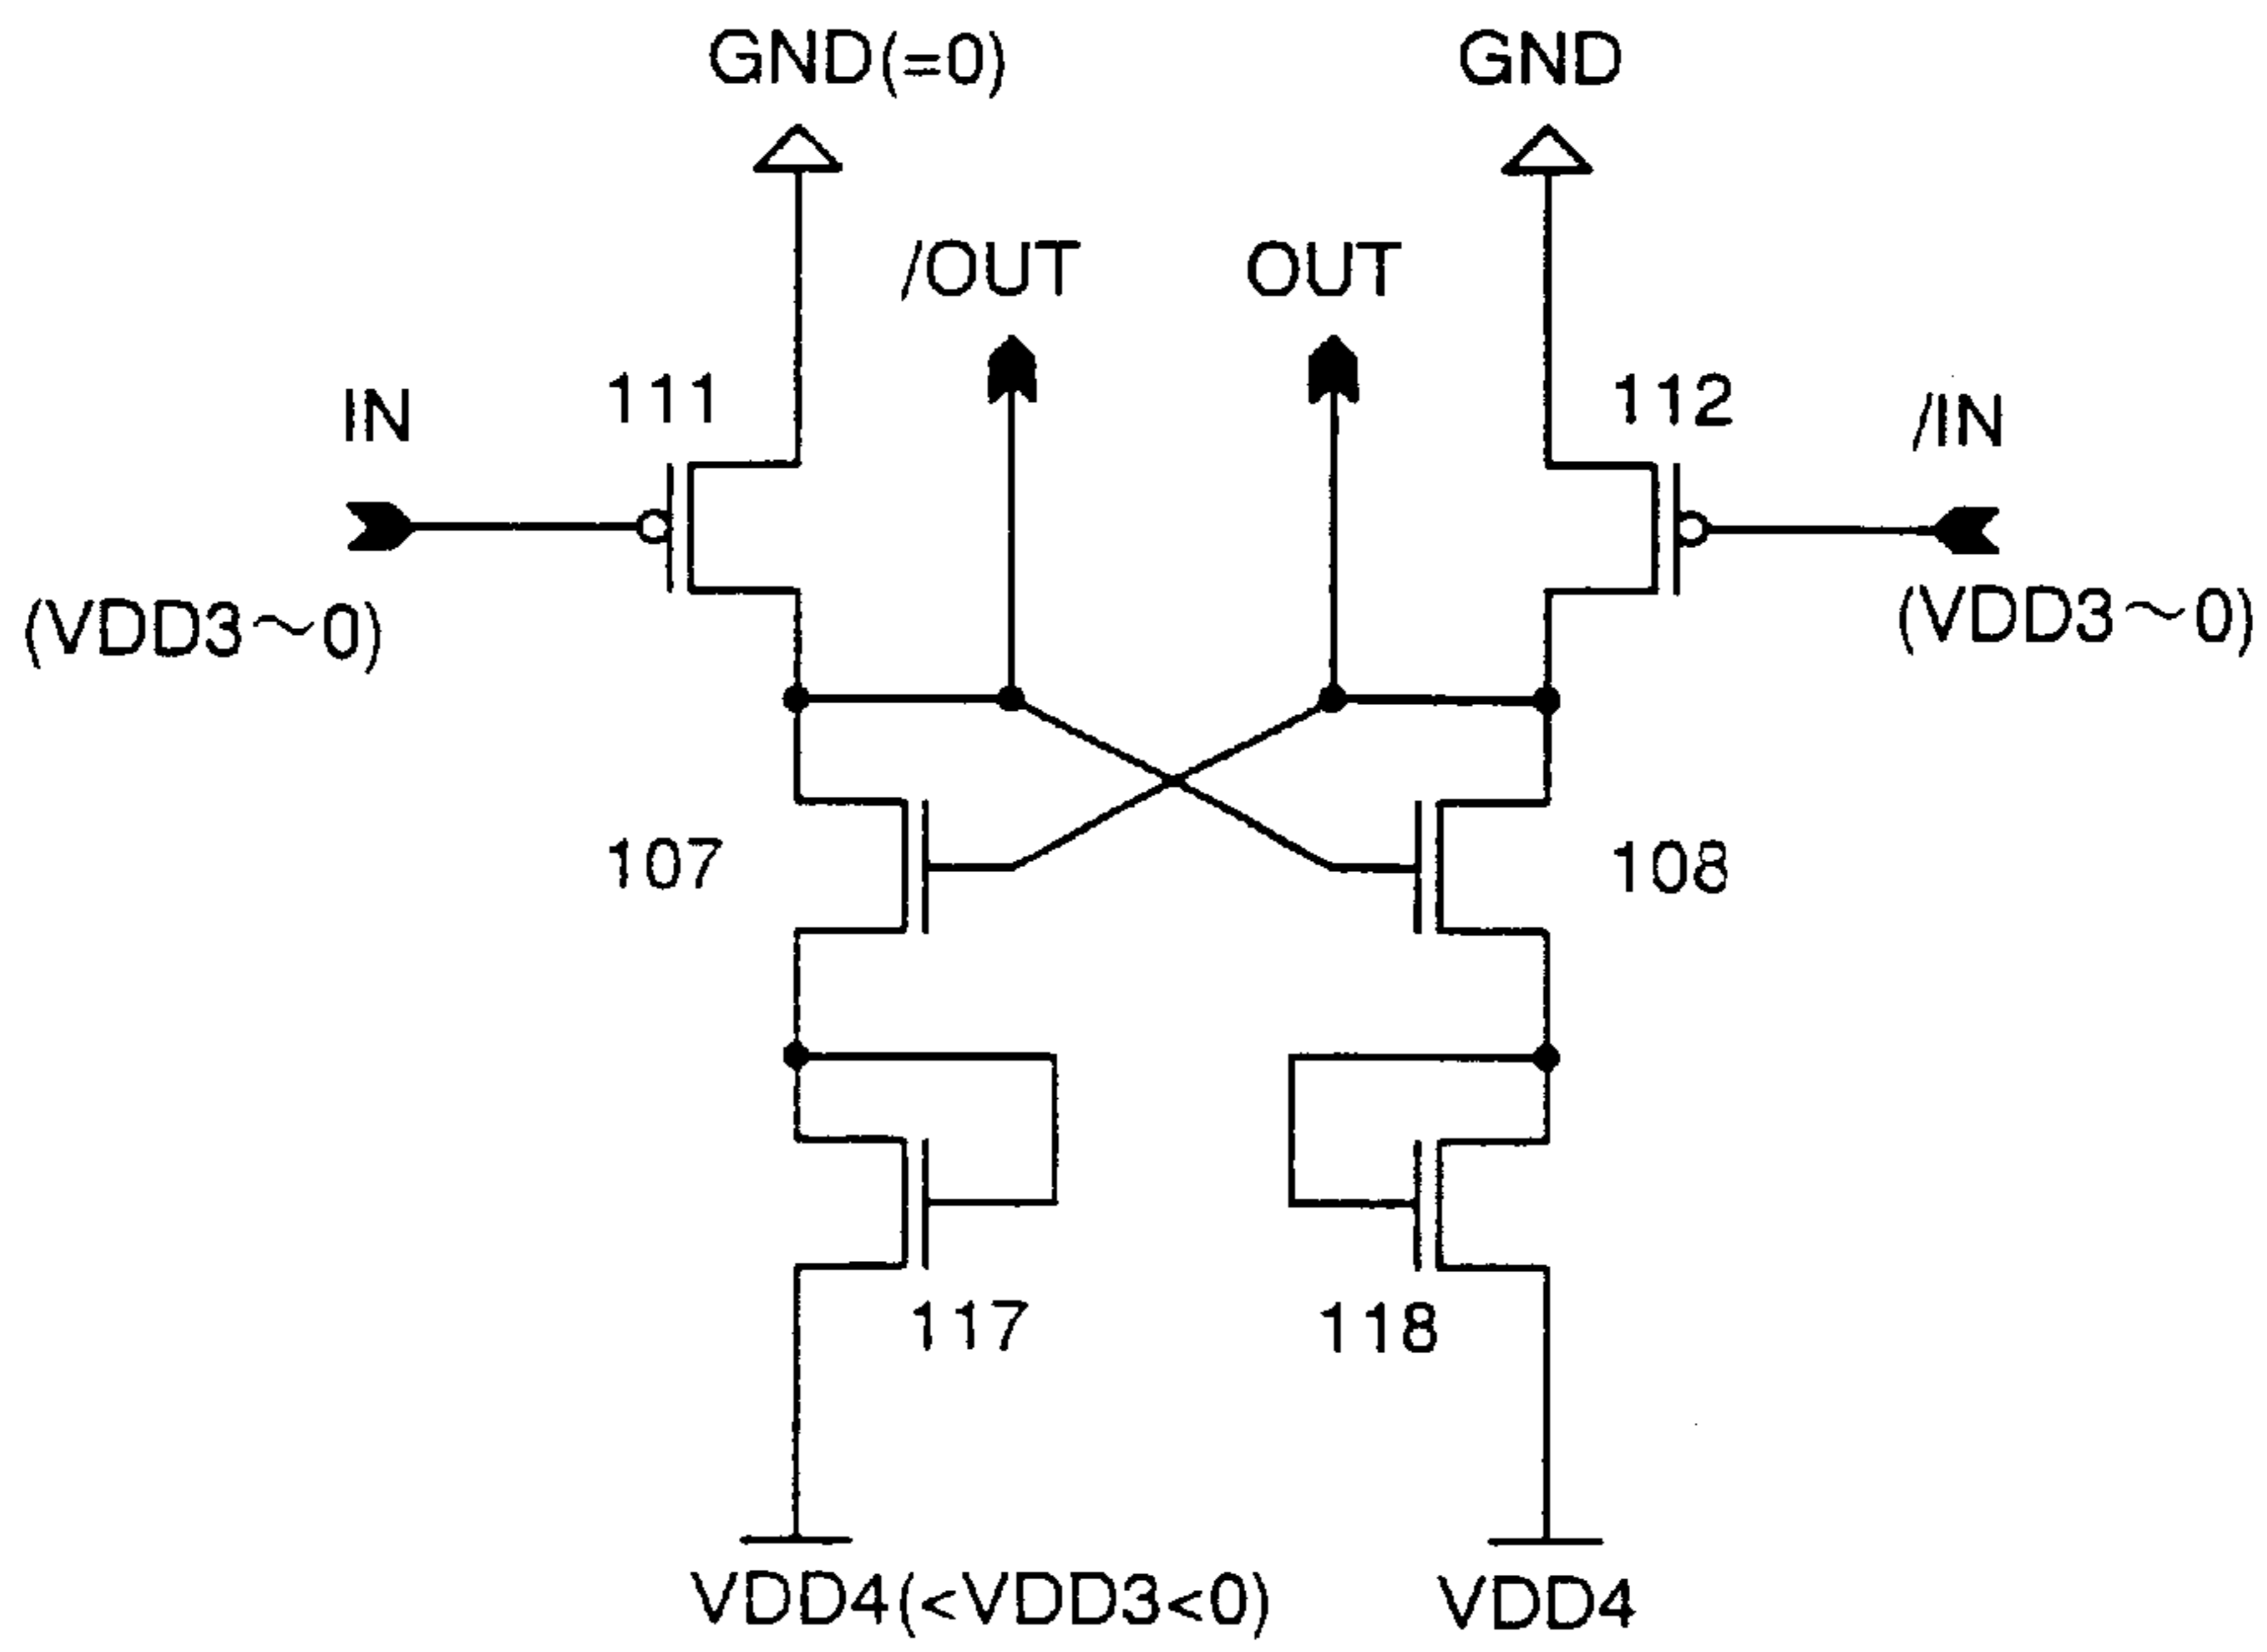 GND(=0)
GND
/OUT
OUT
IN
111
112
/IN
(VDD3～0)
(VDD3～0)
107
108
117
118
VDD4(<VDD3<0)
VDD4